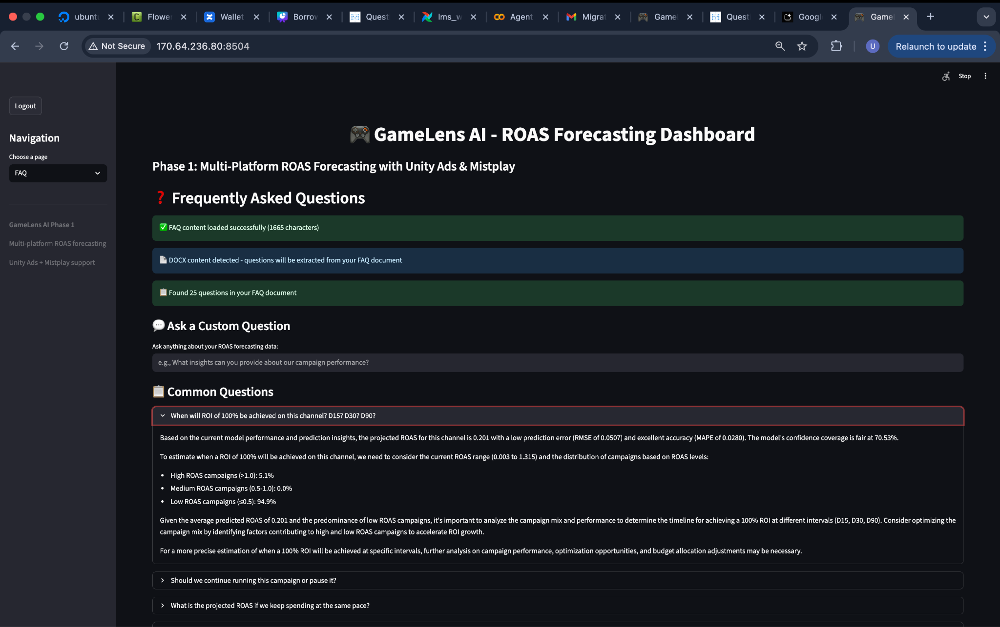 ubunt
Flowe
Wallet
Borrow
Quest
lms_w
Agent
Migrat
Game
Quest
Googl
Game
Not Secure
170.64.236.80:8504
U
Relaunch to update
Stop
Logout
Navigation
Choose a page
FAQ
GameLens AI Phase 1
Multi-platform ROAS forecasting
Unity Ads + Mistplay support
GameLens AI - ROAS Forecasting Dashboard
Phase 1: Multi-Platform ROAS Forecasting with Unity Ads & Mistplay
❓ Frequently Asked Questions
✅ FAQ content loaded successfully (1665 characters)
📄 DOCX content detected - questions will be extracted from your FAQ document
📋 Found 25 questions in your FAQ document
💬 Ask a Custom Question
Ask anything about your ROAS forecasting data:
e.g., What insights can you provide about our campaign performance?
📋 Common Questions
When will ROI of 100% be achieved on this channel? D15? D30? D90?
Based on the current model performance and prediction insights, the projected ROAS for this channel is 0.201 with a low prediction error (RMSE of 0.0507) and excellent accuracy (MAPE of 0.0280). The model's confidence coverage is fair at 70.53%.
To estimate when a ROI of 100% will be achieved on this channel, we need to consider the current ROAS range (0.003 to 1.315) and the distribution of campaigns based on ROAS levels:
• High ROAS campaigns (>1.0): 5.1%
• Medium ROAS campaigns (0.5-1.0): 0.0%
• Low ROAS campaigns (≤0.5): 94.9%
Given the average predicted ROAS of 0.201 and the predominance of low ROAS campaigns, it's important to analyze the campaign mix and performance to determine the timeline for achieving a 100% ROI at different intervals (D15, D30, D90). Consider optimizing the
campaign mix by identifying factors contributing to high and low ROAS campaigns to accelerate ROI growth.
For a more precise estimation of when a 100% ROI will be achieved at specific intervals, further analysis on campaign performance, optimization opportunities, and budget allocation adjustments may be necessary.
Should we continue running this campaign or pause it?
What is the projected ROAS if we keep spending at the same pace?